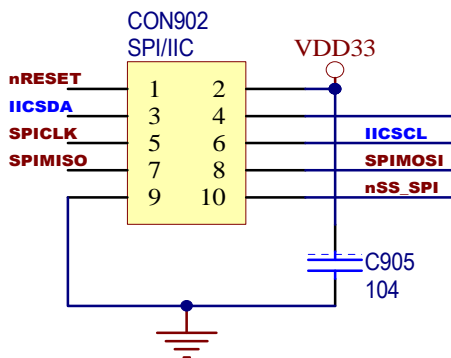 CON902
SPI/IIC
VDD33
nRESET
1 2
IICSDA
3 4
SPICLK
5 6
IICSCL
SPIMISO
7 8
SPIMOSI
9 10
nSS_SPI
C905
104